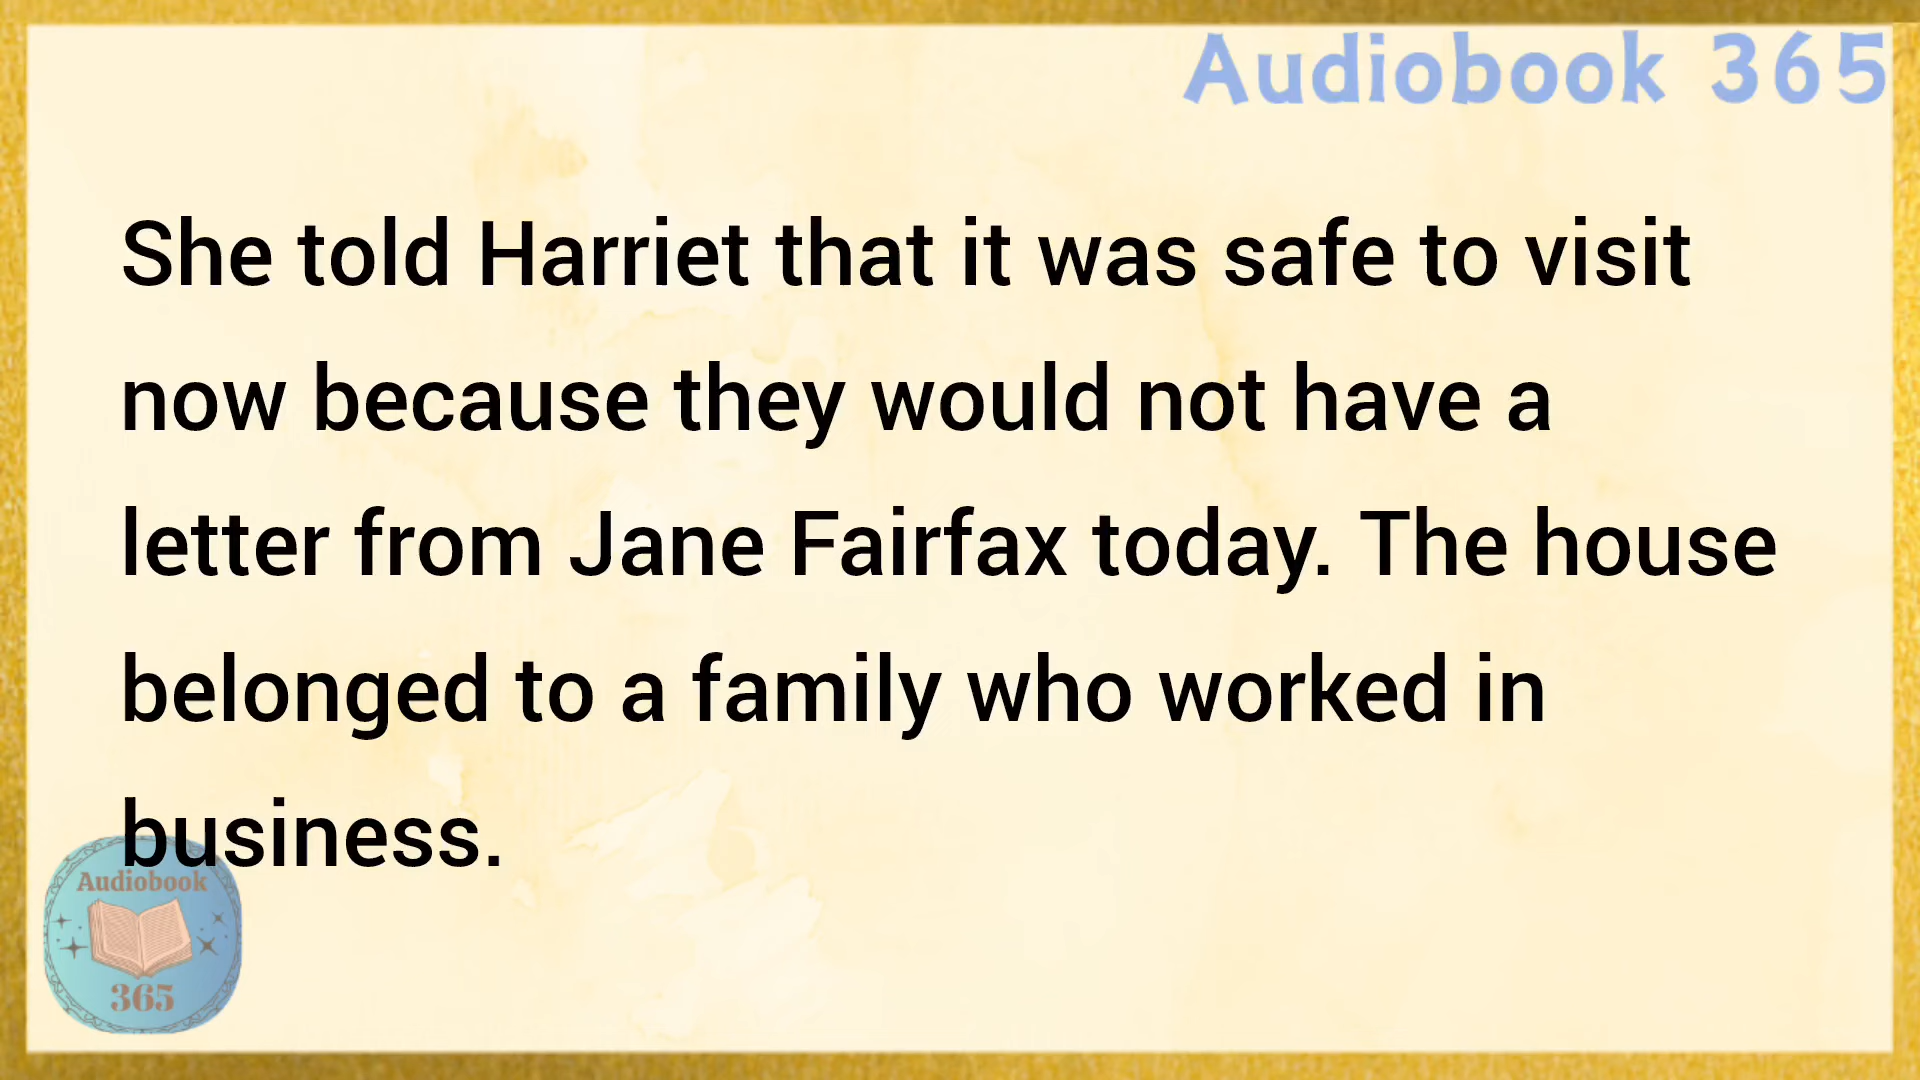 Audiobook 365
She told Harriet that it was safe to visit
now because they would not have a
letter from Jane Fairfax today. The house
belonged to a family who worked in
business.
Audiobook
365